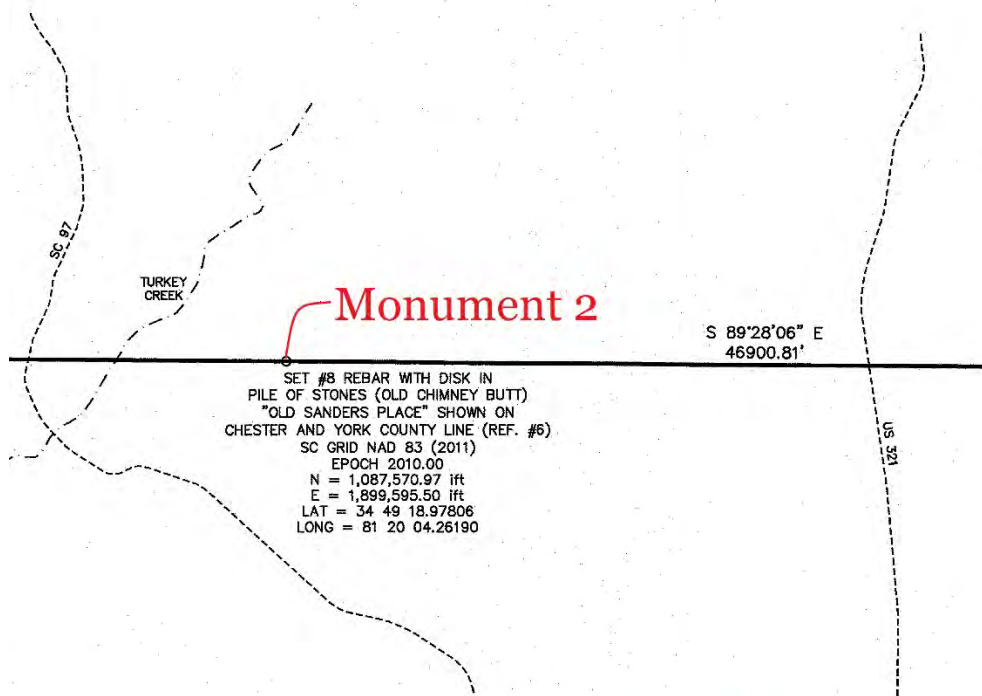 SC 97
TURKEY
CREEK
Monument 2
S 89°28'06" E
46900.81'
SET #8 REBAR WITH DISK IN
PILE OF STONES (OLD CHIMNEY BUTT)
"OLD SANDERS PLACE" SHOWN ON
CHESTER AND YORK COUNTY LINE (REF. #6)
SC GRID NAD 83 (2011)
EPOCH 2010.00
N = 1,087,570.97 ift
E = 1,899,595.50 ift
LAT = 34 49 18.97806
LONG = 81 20 04.26190
US 321